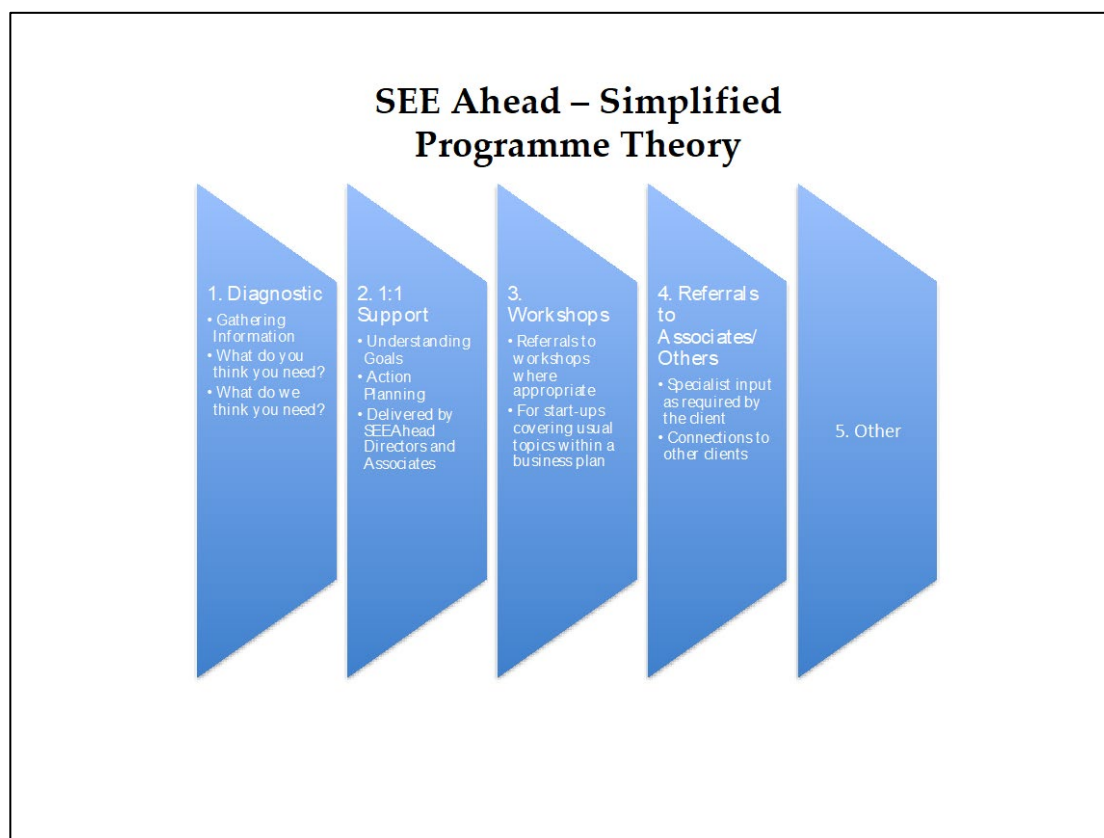 SEE Ahead – Simplified
Programme Theory
1. Diagnostic
• Gathering
Information
• What do you
think you need?
• What do we
think you need?
2. 1:1
Support
• Understanding
Goals
• Action
Planning
• Delivered by
SEEAhead
Directors and
Associates
3.
Workshops
• Referrals to
workshops
where
appropriate
• For start-ups
covering usual
topics within a
business plan
4. Referrals
to
Associates/
Others
• Specialist input
as required by
the client
• Connections to
other clients
5. Other